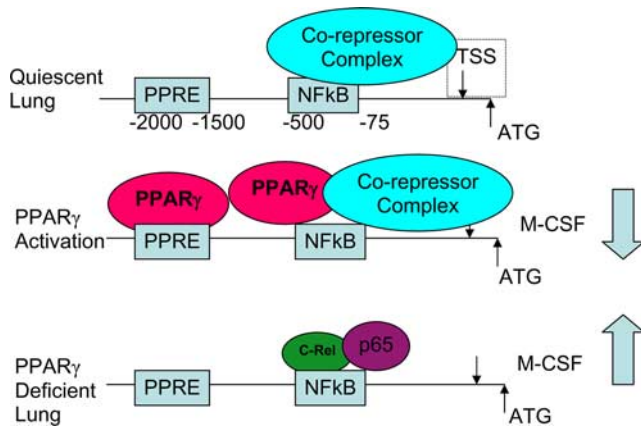 Co-repressor
Complex
TSS
Quiescent
Lung
PPRE
NFkB
-2000
-1500
-500
-75
ATG
PPARγ
PPARγ
Co-repressor
Complex
PPARγ
Activation
PPRE
NFkB
M-CSF
ATG
C-Rel
p65
PPARγ
Deficient
Lung
PPRE
NFkB
M-CSF
ATG